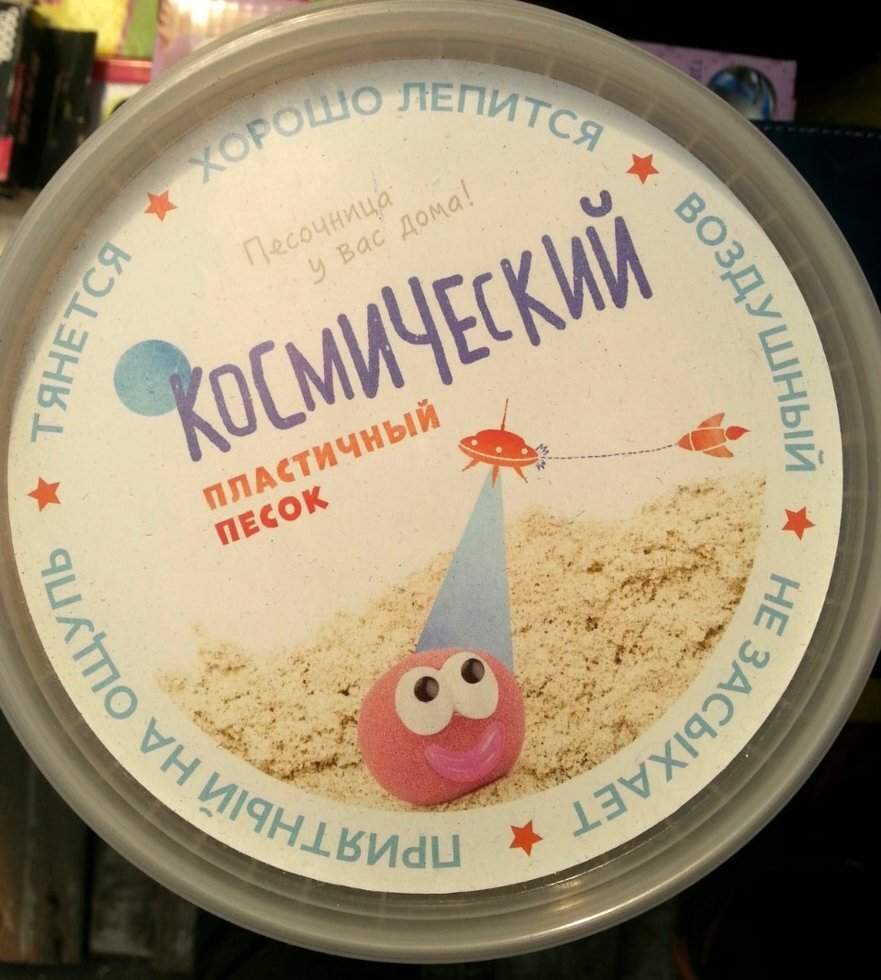 ХОРОШО ЛЕПИТСЯ
ВОЗДУШНЫЙ
НЕ ЗАСЫХАЕТ
ПРИЯТНЫЙ НА ОЩУПЬ
ТЯНЕТСЯ
Песочница
у вас дома!
КОСМИЧЕСКИЙ
ПЛАСТИЧНЫЙ
ПЕСОК